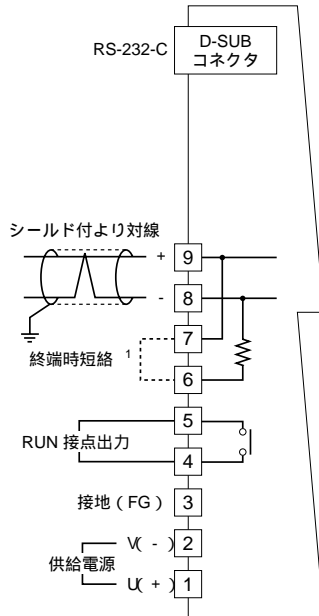 RS-232-C
D-SUB
コネクタ
シールド付より対線
+ 9
- 8
7
終端時短絡 1
6
5
RUN 接点出力
4
接地（FG） 3
V( - ) 2
供給電源
U( + ) 1